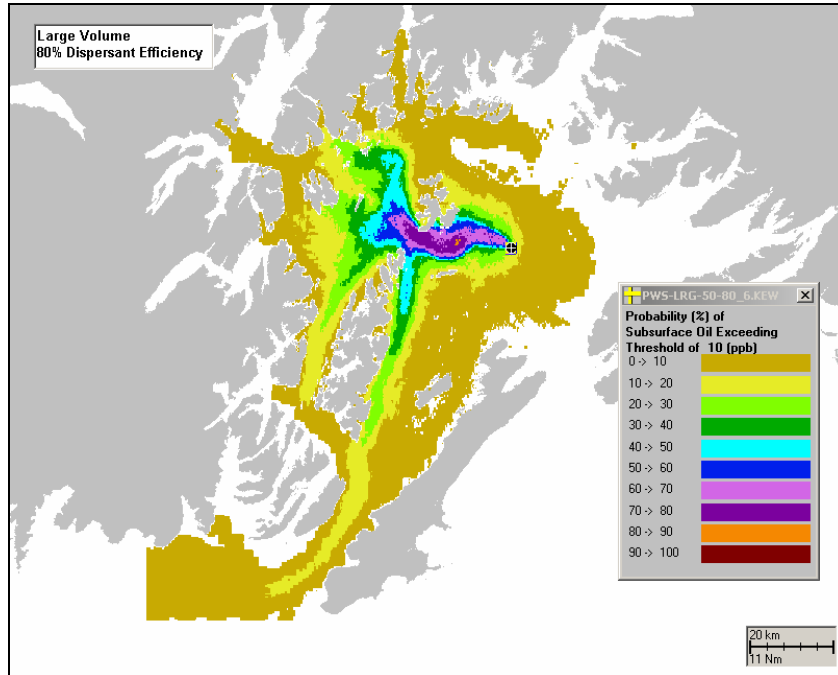 Large Volume
80% Dispersant Efficiency
PWS-LRG-50-80_6.KEW
Probability (%) of
Subsurface Oil Exceeding
Threshold of 10 (ppb)
0 -> 10
10 -> 20
20 -> 30
30 -> 40
40 -> 50
50 -> 60
60 -> 70
70 -> 80
80 -> 90
90 -> 100
20 km
11 Nm